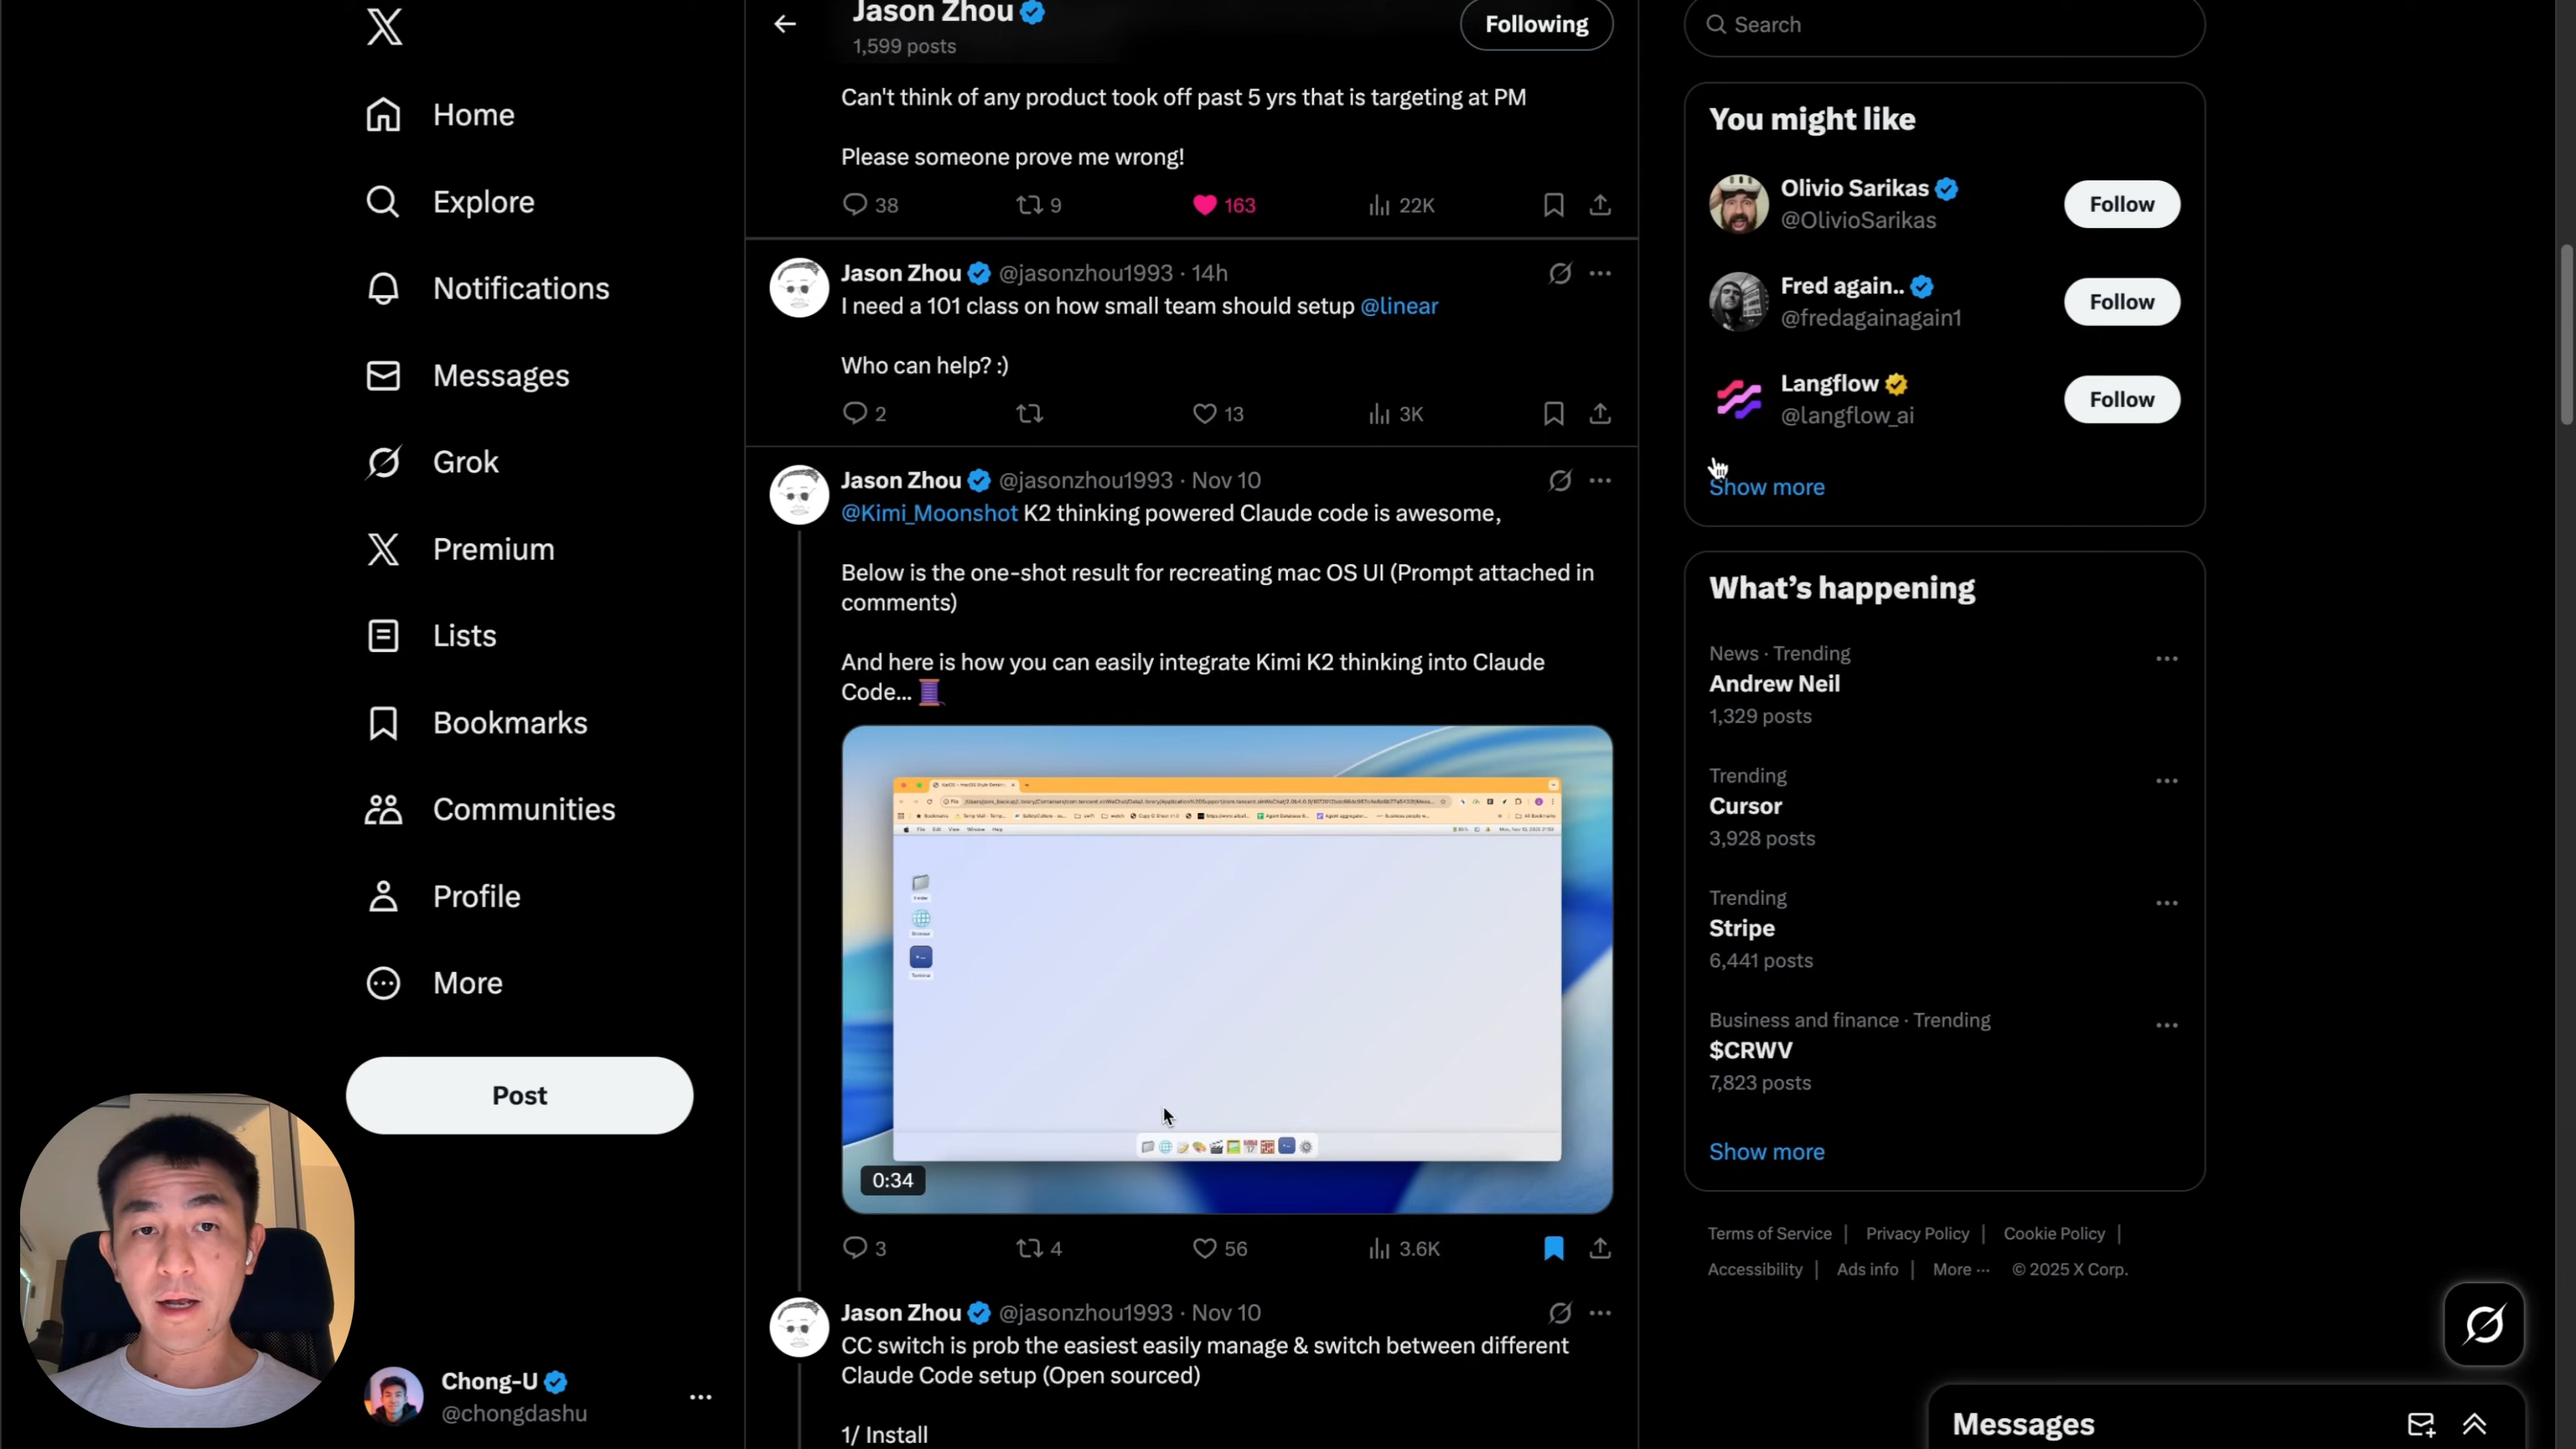 Home
Explore
Notifications
Messages
Grok
Premium
Lists
Bookmarks
Communities
Profile
More
Post
Chong-U
@chongdashu
Jason Zhou
1,599 posts
Following
Can't think of any product took off past 5 yrs that is targeting at PM
Please someone prove me wrong!
38 9 163 22K
Jason Zhou @jasonzhou1993 · 14h
I need a 101 class on how small team should setup @linear
Who can help? :)
2 13 3K
Jason Zhou @jasonzhou1993 · Nov 10
@Kimi_Moonshot K2 thinking powered Claude code is awesome,
Below is the one-shot result for recreating mac OS UI (Prompt attached in
comments)
And here is how you can easily integrate Kimi K2 thinking into Claude
Code...
File Edit View Window Help
Finder
Browser
Terminal
0:34
3 4 56 3.6K
Jason Zhou @jasonzhou1993 · Nov 10
CC switch is prob the easiest easily manage & switch between different
Claude Code setup (Open sourced)
1/ Install
Search
You might like
Olivio Sarikas
@OlivioSarikas
Follow
Fred again..
@fredagainagain1
Follow
Langflow
@langflow_ai
Follow
Show more
What's happening
News · Trending
Andrew Neil
1,329 posts
Trending
Cursor
3,928 posts
Trending
Stripe
6,441 posts
Business and finance · Trending
$CRWV
7,823 posts
Show more
Terms of Service | Privacy Policy | Cookie Policy |
Accessibility | Ads info | More ··· © 2025 X Corp.
Messages